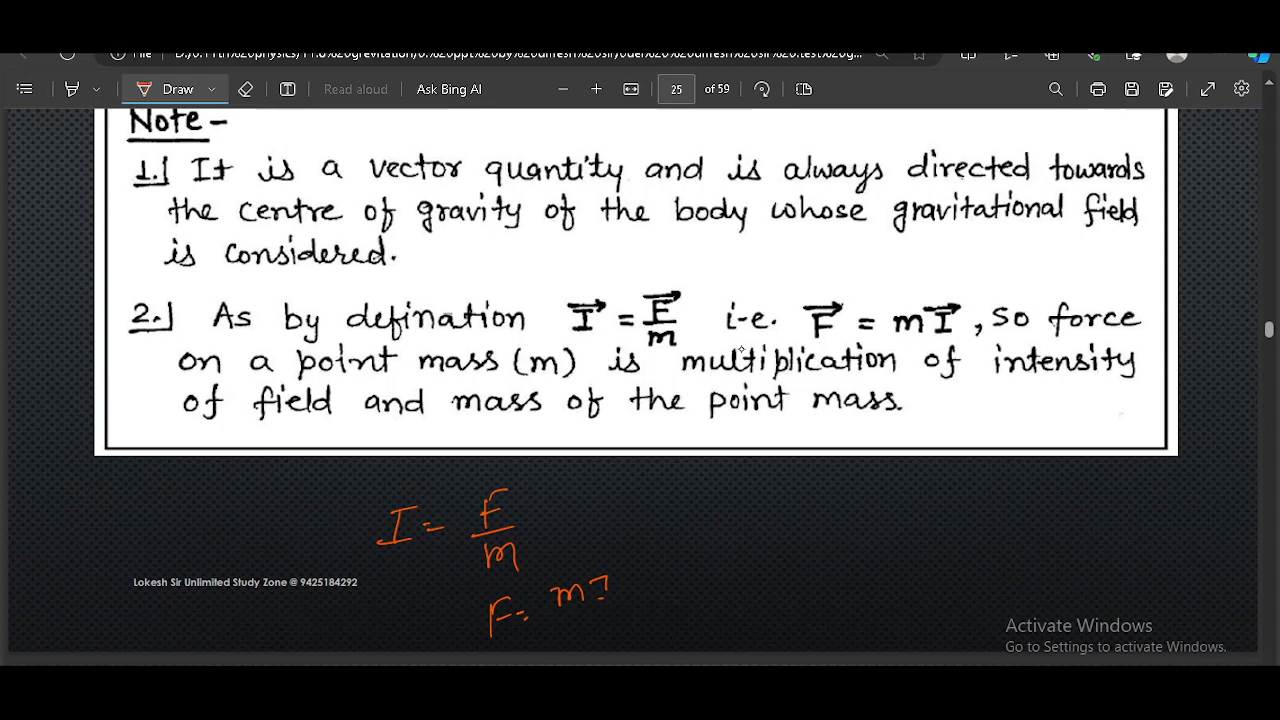 File
Draw
Read aloud
Ask Bing AI
25
of 59
Note -
1.] It is a vector quantity and is always directed towards
the centre of gravity of the body whose gravitational field
is considered.
2.] As by defination I⃗ = F⃗/m i.e. F⃗ = mI⃗, so force
on a point mass (m) is multiplication of intensity
of field and mass of the point mass.
I = F/m
F =
Lokesh Sir Unlimited Study Zone @ 9425184292
Activate Windows
Go to Settings to activate Windows.